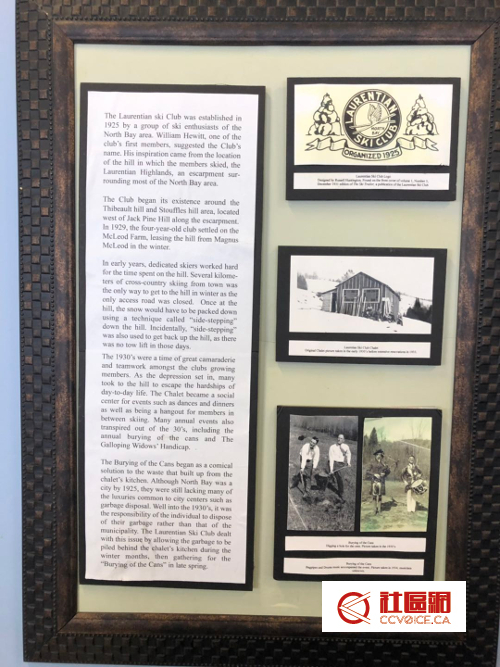 The Laurentian ski Club was established in
1925 by a group of ski enthusiasts of the
North Bay area. William Hewitt, one of the
club's first members, suggested the Club's
name. His inspiration came from the location
of the hill in which the members skied, the
Laurentian Highlands, an escarpment sur-
rounding most of the North Bay area.
The Club began its existence around the
Thibeault hill and Stouffles hill area, located
west of Jack Pine Hill along the escarpment.
In 1929, the four-year-old club settled on the
McLeod Farm, leasing the hill from Magnus
McLeod in the winter.
In early years, dedicated skiers worked hard
for the time spent on the hill. Several kilome-
ters of cross-country skiing from town was
the only way to get to the hill in winter as the
only access road was closed. Once at the
hill, the snow would have to be packed down
using a technique called "side-stepping"
down the hill. Incidentally, "side-stepping"
was also used to get back up the hill, as there
was no tow lift in those days.
The 1930's were a time of great camaraderie
and teamwork amongst the clubs growing
members. As the depression set in, many
took to the hill to escape the hardships of
day-to-day life. The Chalet became a social
center for events such as dances and dinners
as well as being a hangout for members in
between skiing. Many annual events also
transpired out of the 30's, including the
annual burying of the cans and The
Galloping Widows' Handicap.
The Burying of the Cans began as a comical
solution to the waste that built up from the
chalet's kitchen. Although North Bay was a
city by 1925, they were still lacking many of
the luxuries common to city centers such as
garbage disposal. Well into the 1930's, it was
the responsibility of the individual to dispose
of their garbage rather than that of the
municipality. The Laurentian Ski Club dealt
with this issue by allowing the garbage to be
piled behind the chalet's kitchen during the
winter months, then gathering for the
"Burying of the Cans" in late spring.
LAURENTIAN
SKI CLUB
NORTH
BAY
ORGANIZED 1925
Laurentian Ski Club Logo
Laurentian Ski Club Chalet
Burying of the Cans
Burying of the Cans
社區網
CCVOICE.CA